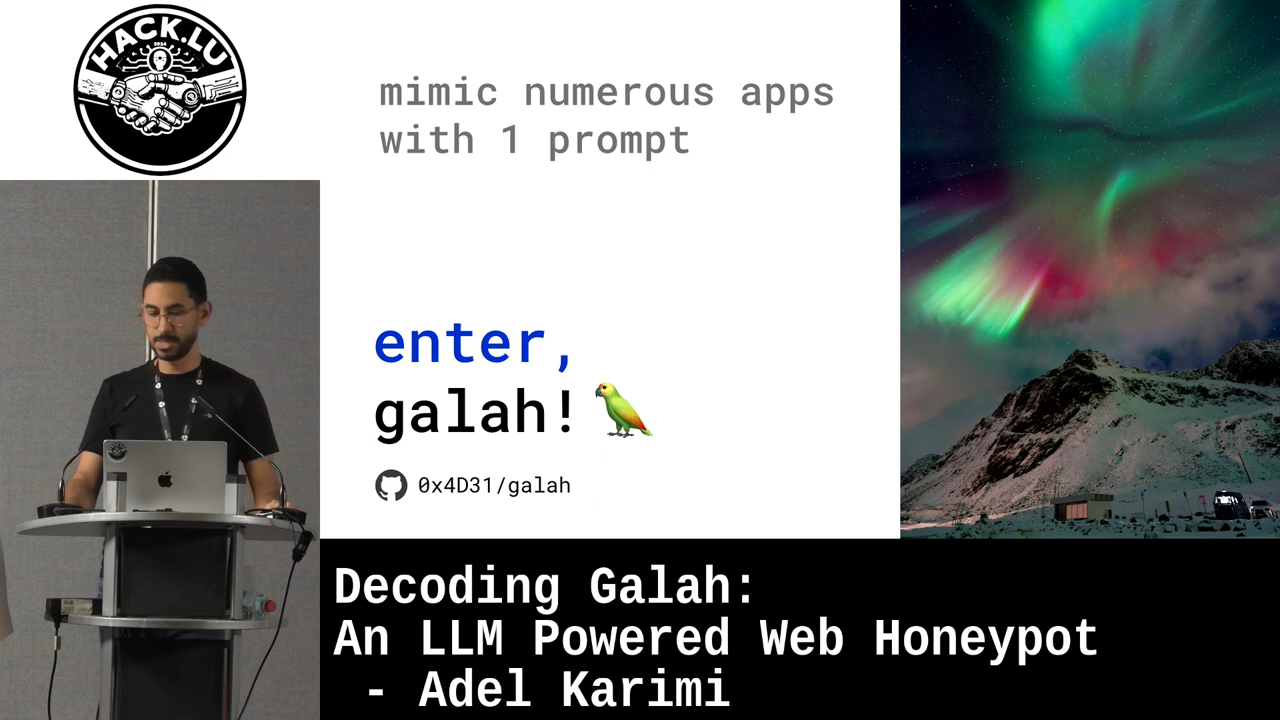 HACK.LU
2024
mimic numerous apps
with 1 prompt
enter,
galah!
0x4D31/galah
Decoding Galah:
An LLM Powered Web Honeypot
- Adel Karimi